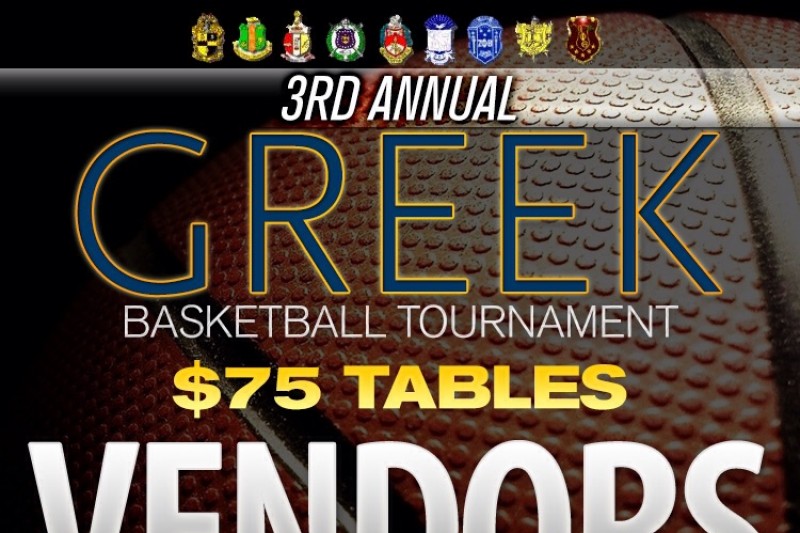 3RD ANNUAL
GREEK
BASKETBALL TOURNAMENT
$75 TABLES
VENDORS